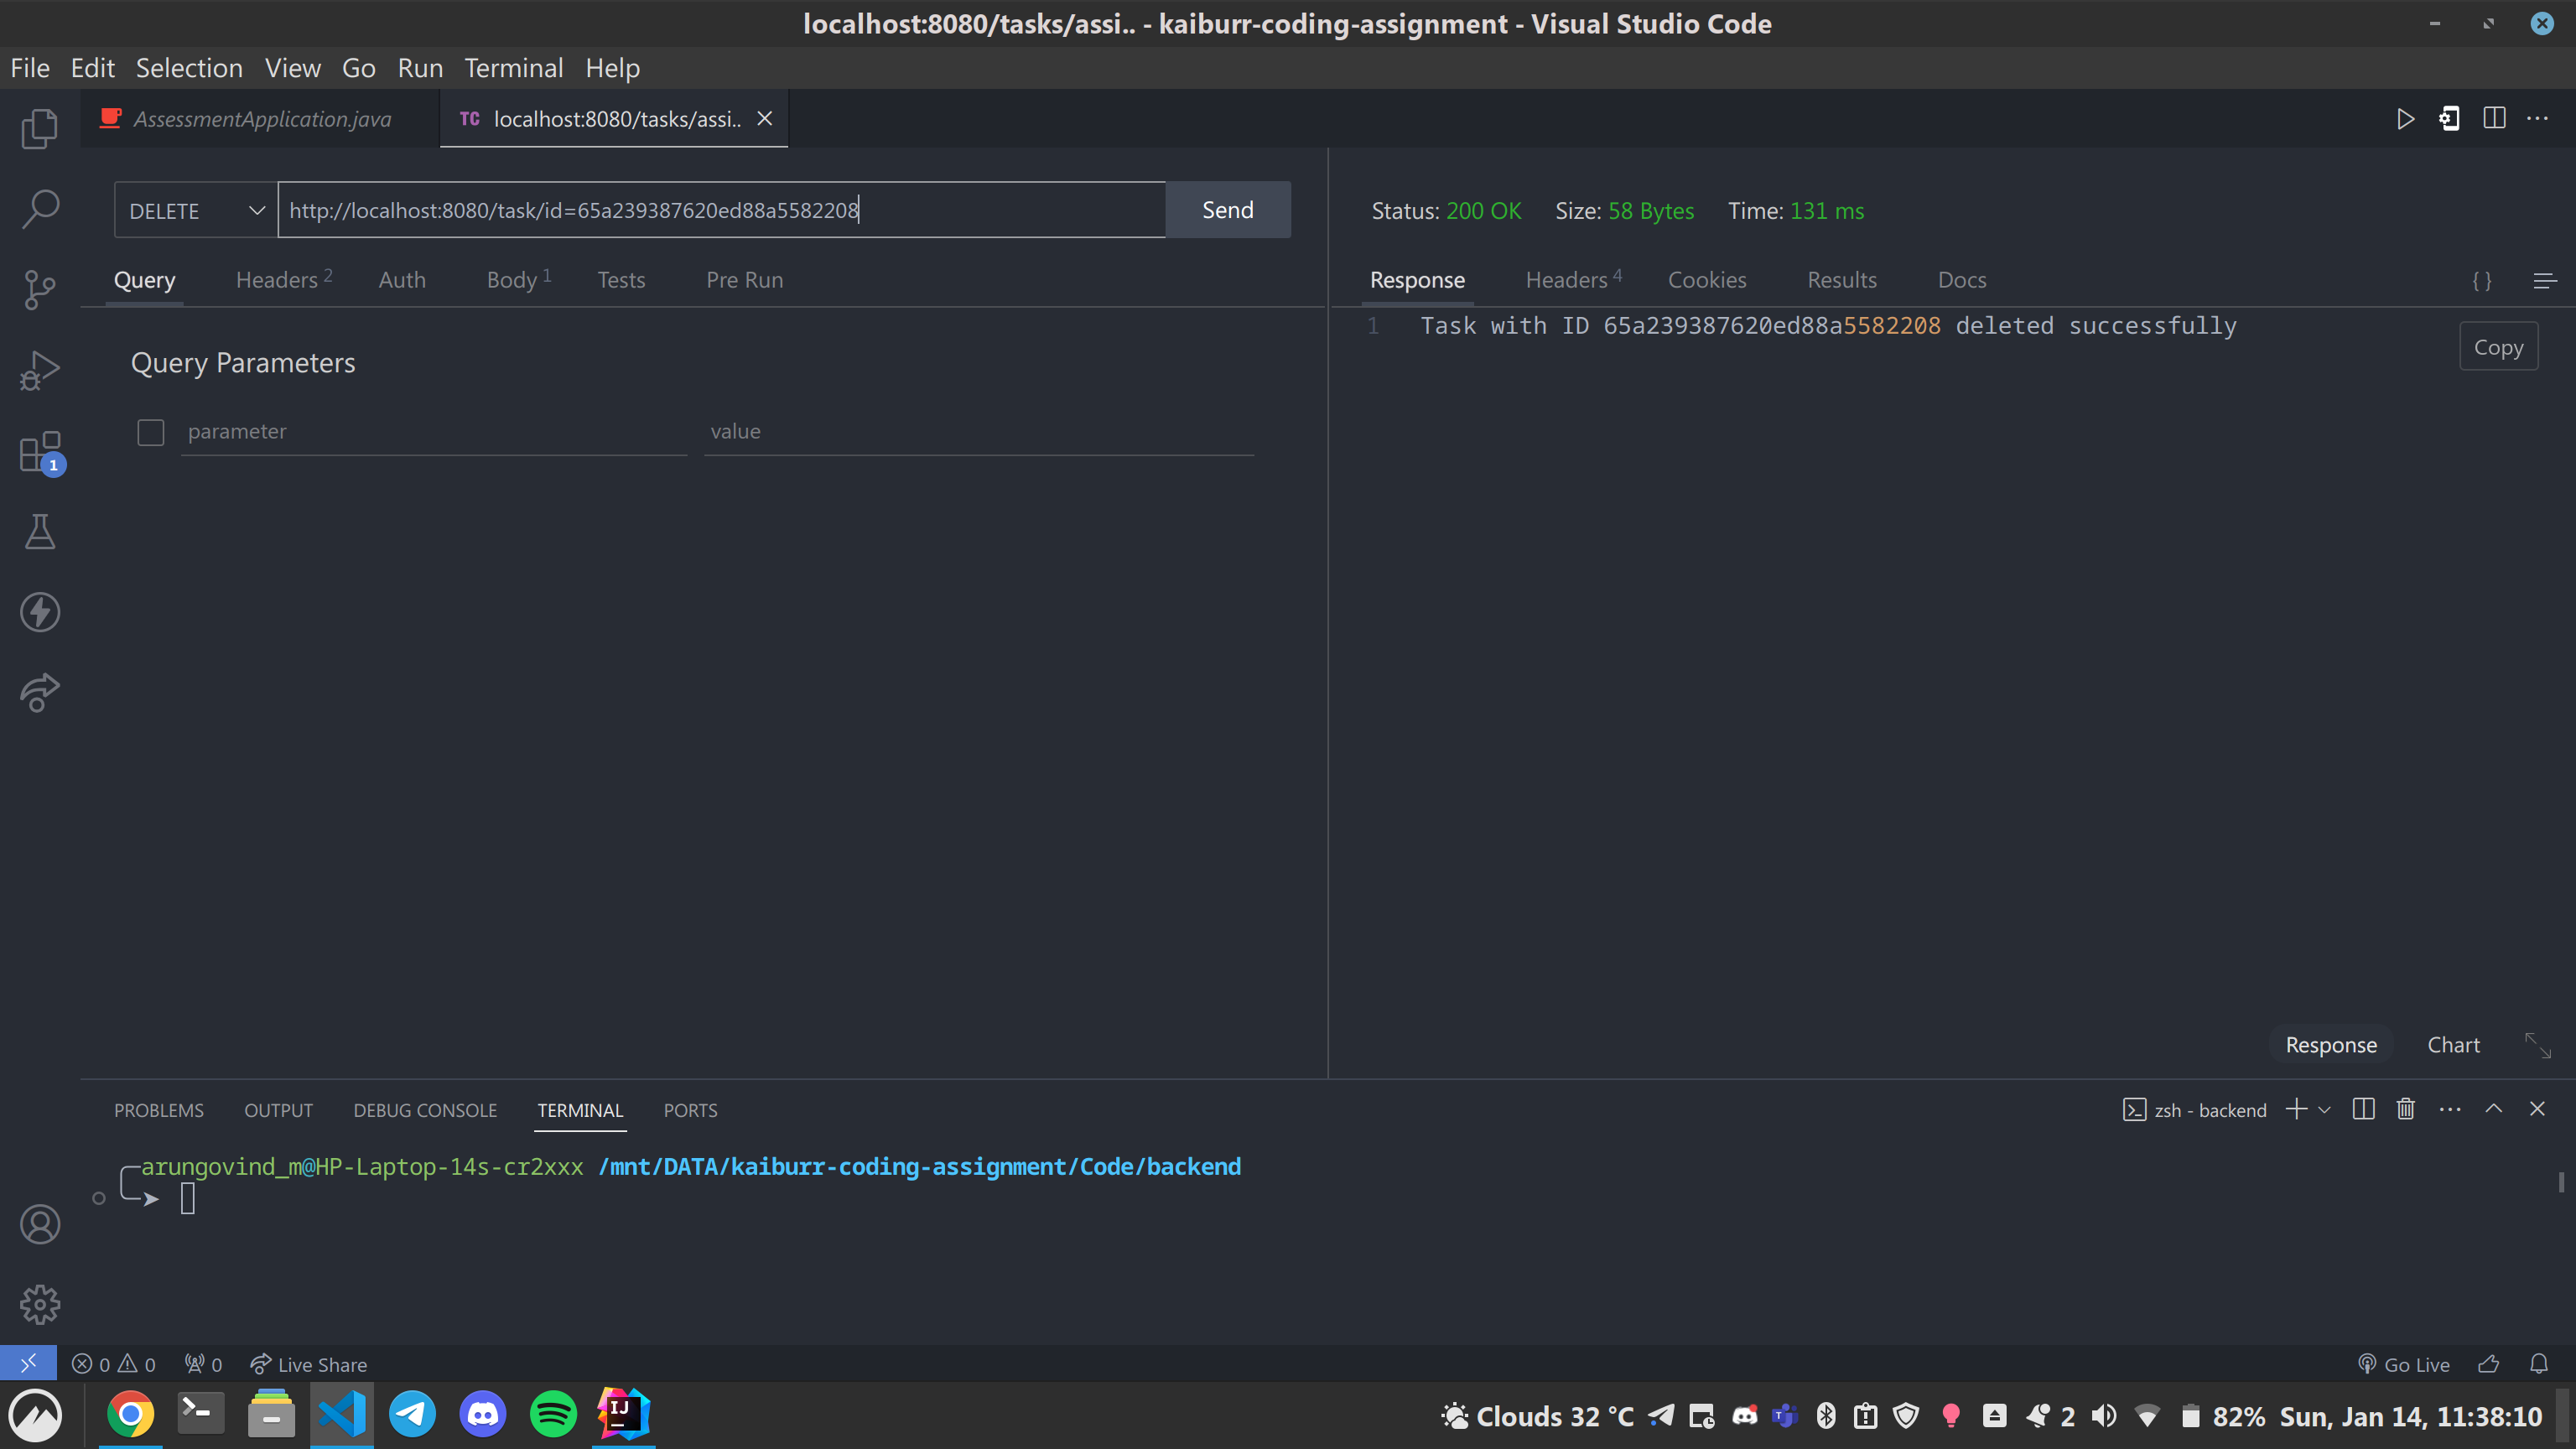 localhost:8080/tasks/assi.. - kaiburr-coding-assignment - Visual Studio Code
File Edit Selection View Go Run Terminal Help
AssessmentApplication.java
TC localhost:8080/tasks/assi..
DELETE http://localhost:8080/task/id=65a239387620ed88a5582208 Send
Status: 200 OK Size: 58 Bytes Time: 131 ms
Query Headers 2 Auth Body 1 Tests Pre Run
Response Headers 4 Cookies Results Docs { }
1 Task with ID 65a239387620ed88a5582208 deleted successfully
Copy
Query Parameters
parameter value
1
Response Chart
PROBLEMS OUTPUT DEBUG CONSOLE TERMINAL PORTS
zsh - backend
arungovind_m@HP-Laptop-14s-cr2xxx /mnt/DATA/kaiburr-coding-assignment/Code/backend
0 0 0 Live Share
Go Live
IJ
Clouds 32 °C 2 82% Sun, Jan 14, 11:38:10